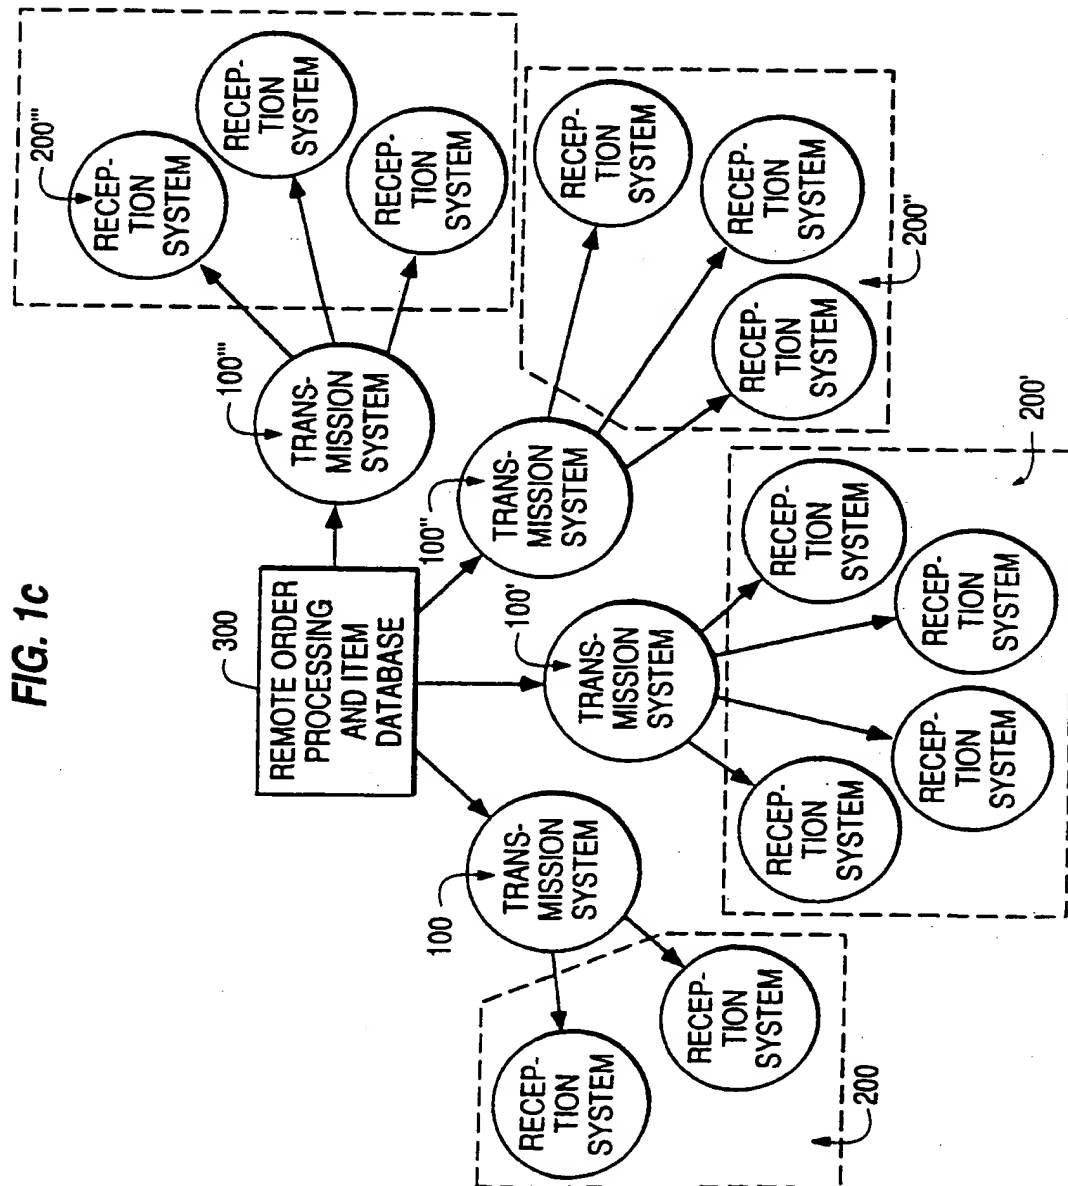 FIG. 1c
300
REMOTE ORDER
PROCESSING
AND ITEM
DATABASE
100
TRANS-
MISSION
SYSTEM
100'
TRANS-
MISSION
SYSTEM
100"
TRANS-
MISSION
SYSTEM
100'''
TRANS-
MISSION
SYSTEM
RECEP-
TION
SYSTEM
RECEP-
TION
SYSTEM
200
RECEP-
TION
SYSTEM
RECEP-
TION
SYSTEM
RECEP-
TION
SYSTEM
RECEP-
TION
SYSTEM
200'
RECEP-
TION
SYSTEM
RECEP-
TION
SYSTEM
RECEP-
TION
SYSTEM
200"
200'''
RECEP-
TION
SYSTEM
RECEP-
TION
SYSTEM
RECEP-
TION
SYSTEM